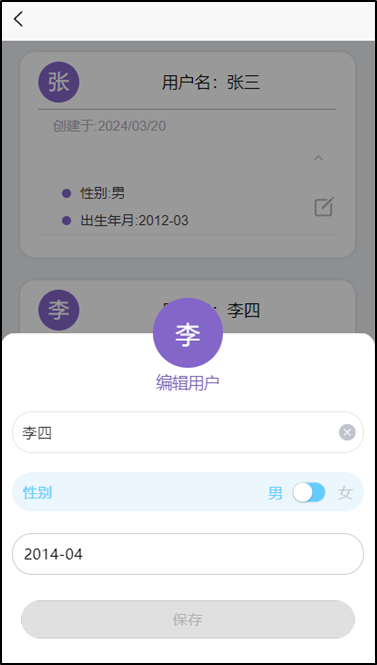 张
用户名：张三
创建于:2024/03/20
性别:男
出生年月:2012-03
李
李四
李
编辑用户
李四
性别 男 女
2014-04
保存